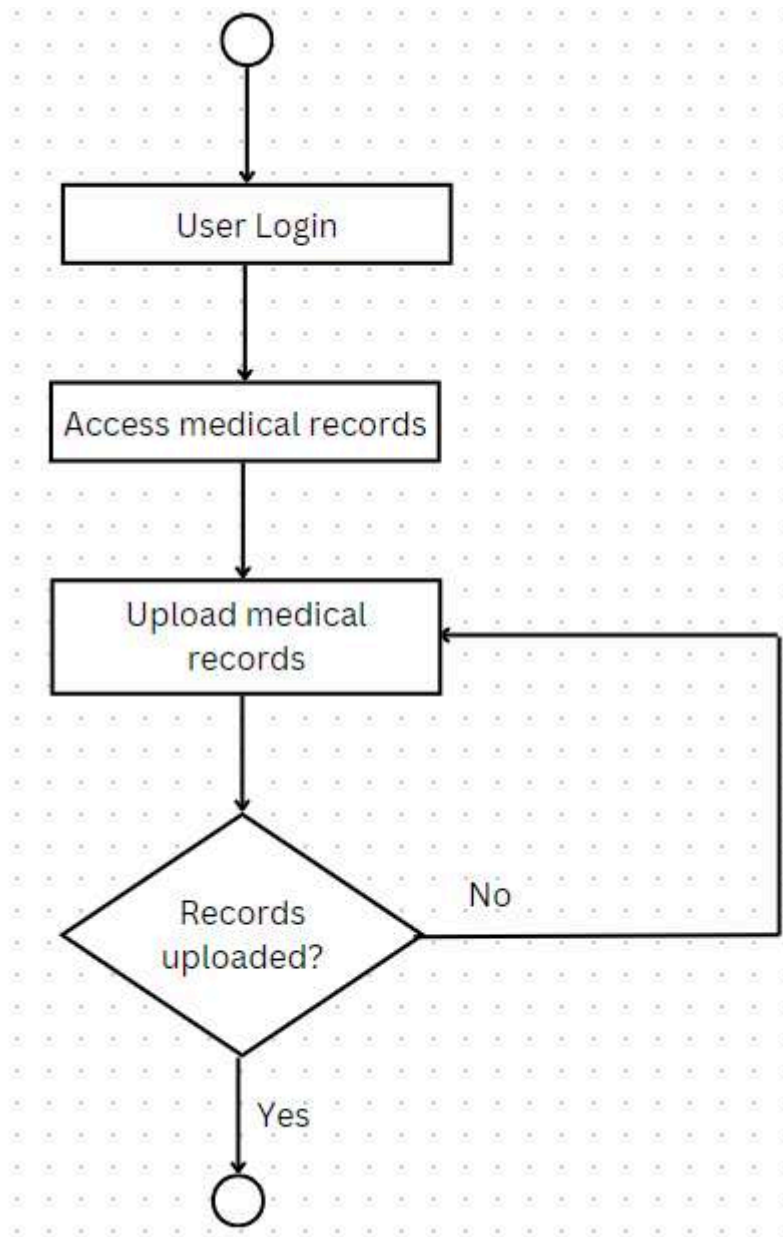 User Login
Access medical records
Upload medical
records
Records
uploaded?
No
Yes